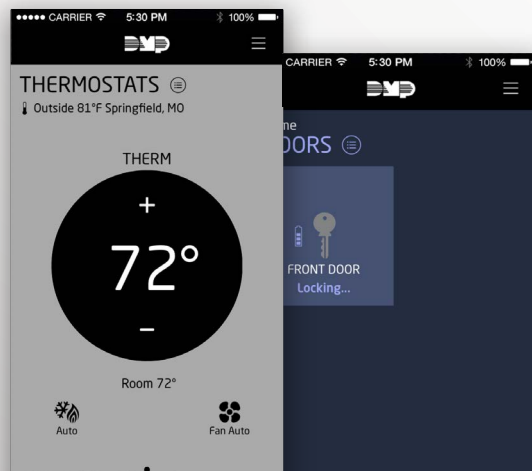 ●●●●● CARRIER 5:30 PM 100%
DMP
THERMOSTATS
Outside 81°F Springfield, MO
THERM
+
72°
−
Room 72°
Auto
Fan Auto
CARRIER 5:30 PM 100%
DMP
me
OORS
FRONT DOOR
Locking...